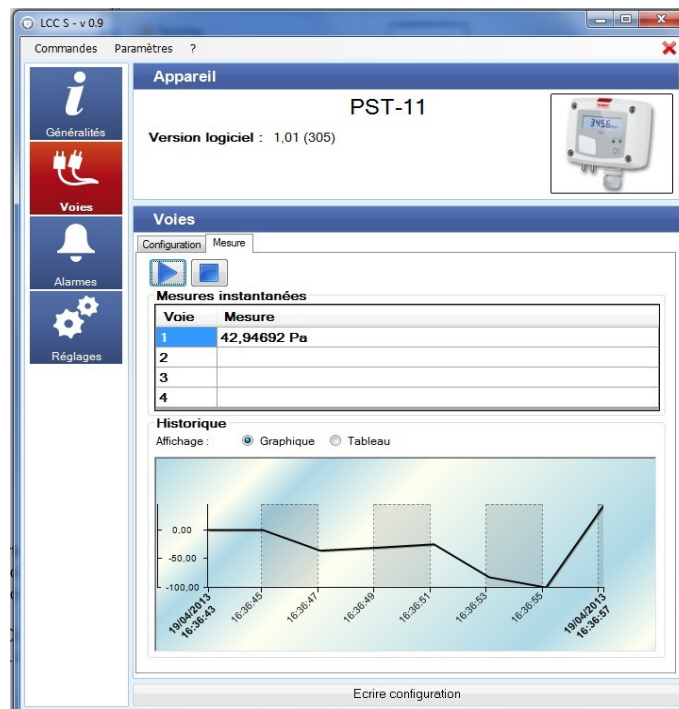 LCC S - v 0.9
Commandes Paramètres ?
Généralités
Voies
Alarmes
Réglages
Appareil
PST-11
Version logiciel : 1,01 (305)
345.6
Voies
Configuration Mesure
Mesures instantanées
Voie Mesure
1 42,94692 Pa
2
3
4
Historique
Affichage : Graphique Tableau
0,00
-50,00
-100,00
19/04/2013
16:36:43
16:36:45
16:36:47
16:36:49
16:36:51
16:36:53
16:36:55
19/04/2013
16:36:57
Ecrire configuration